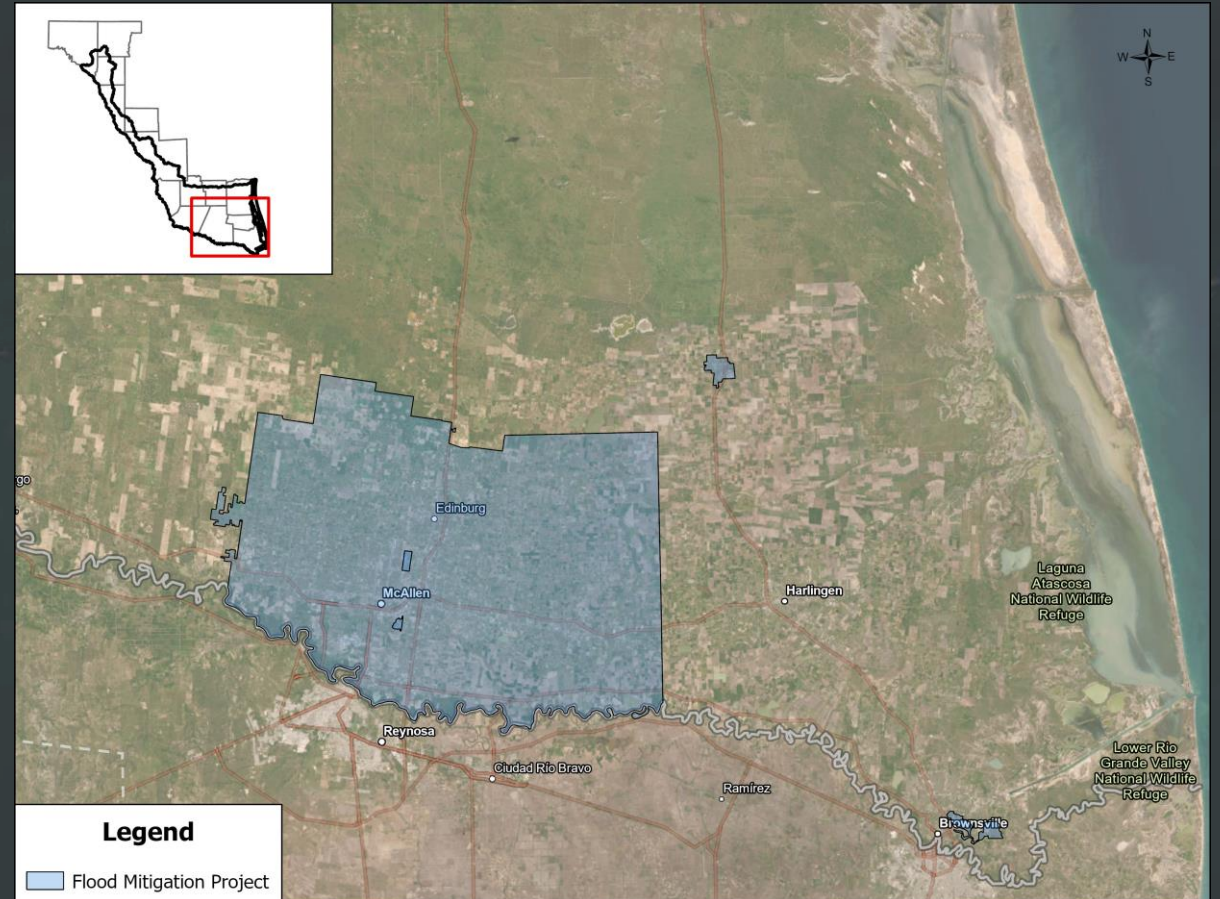 N
W E
S
go
Edinburg
McAllen
Harlingen
Laguna
Atascosa
National Wildlife
Refuge
Reynosa
Ciudad Río Bravo
Ramírez
Lower Rio
Grande Valley
National Wildlife
Refuge
Brownsville
Legend
Flood Mitigation Project